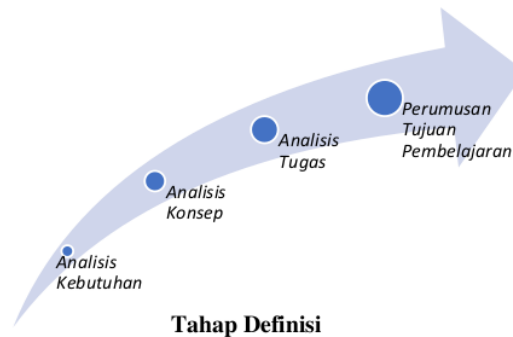 Analisis
Kebutuhan
Analisis
Konsep
Analisis
Tugas
Perumusan
Tujuan
Pembelajaran
Tahap Definisi